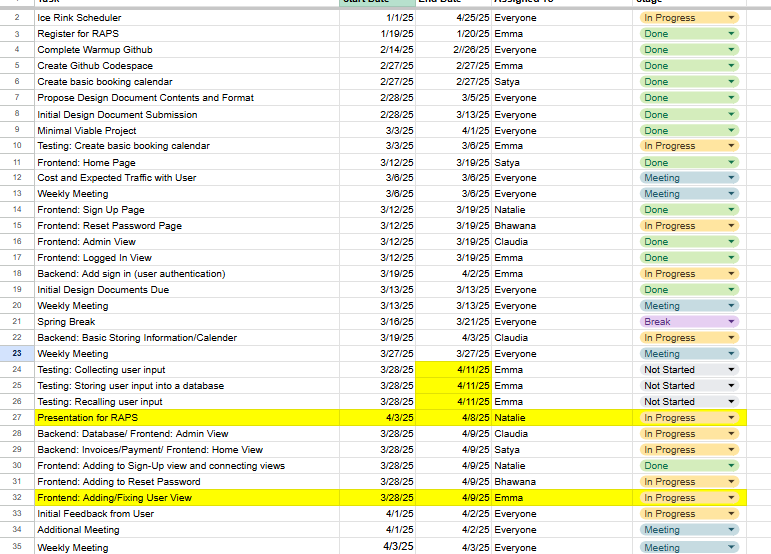 Task Start Date End Date Assigned To Stage
2 Ice Rink Scheduler 1/1/25 4/25/25 Everyone In Progress
3 Register for RAPS 1/19/25 1/20/25 Emma Done
4 Complete Warmup Github 2/14/25 2//26/25 Everyone Done
5 Create Github Codespace 2/27/25 2/27/25 Emma Done
6 Create basic booking calendar 2/27/25 2/27/25 Satya Done
7 Propose Design Document Contents and Format 2/28/25 3/5/25 Everyone Done
8 Initial Design Document Submission 2/28/25 3/13/25 Everyone Done
9 Minimal Viable Project 3/3/25 4/1/25 Everyone Done
10 Testing: Create basic booking calendar 3/3/25 3/6/25 Emma In Progress
11 Frontend: Home Page 3/12/25 3/19/25 Satya Done
12 Cost and Expected Traffic with User 3/6/25 3/6/25 Everyone Meeting
13 Weekly Meeting 3/6/25 3/6/25 Everyone Meeting
14 Frontend: Sign Up Page 3/12/25 3/19/25 Natalie Done
15 Frontend: Reset Password Page 3/12/25 3/19/25 Bhawana In Progress
16 Frontend: Admin View 3/12/25 3/19/25 Claudia Done
17 Frontend: Logged In View 3/12/25 3/19/25 Emma Done
18 Backend: Add sign in (user authentication) 3/19/25 4/2/25 Emma In Progress
19 Initial Design Documents Due 3/13/25 3/13/25 Everyone Done
20 Weekly Meeting 3/13/25 3/13/25 Everyone Meeting
21 Spring Break 3/16/25 3/21/25 Everyone Break
22 Backend: Basic Storing Information/Calender 3/19/25 4/3/25 Claudia In Progress
23 Weekly Meeting 3/27/25 3/27/25 Everyone Meeting
24 Testing: Collecting user input 3/28/25 4/11/25 Emma Not Started
25 Testing: Storing user input into a database 3/28/25 4/11/25 Emma Not Started
26 Testing: Recalling user input 3/28/25 4/11/25 Emma Not Started
27 Presentation for RAPS 4/3/25 4/8/25 Natalie In Progress
28 Backend: Database/ Frontend: Admin View 3/28/25 4/9/25 Claudia In Progress
29 Backend: Invoices/Payment/ Frontend: Home View 3/28/25 4/9/25 Satya In Progress
30 Frontend: Adding to Sign-Up view and connecting views 3/28/25 4/9/25 Natalie Done
31 Frontend: Adding to Reset Password 3/28/25 4/9/25 Bhawana In Progress
32 Frontend: Adding/Fixing User View 3/28/25 4/9/25 Emma In Progress
33 Initial Feedback from User 4/1/25 4/2/25 Everyone In Progress
34 Additional Meeting 4/1/25 4/2/25 Everyone Meeting
35 Weekly Meeting 4/3/25 4/3/25 Everyone Meeting